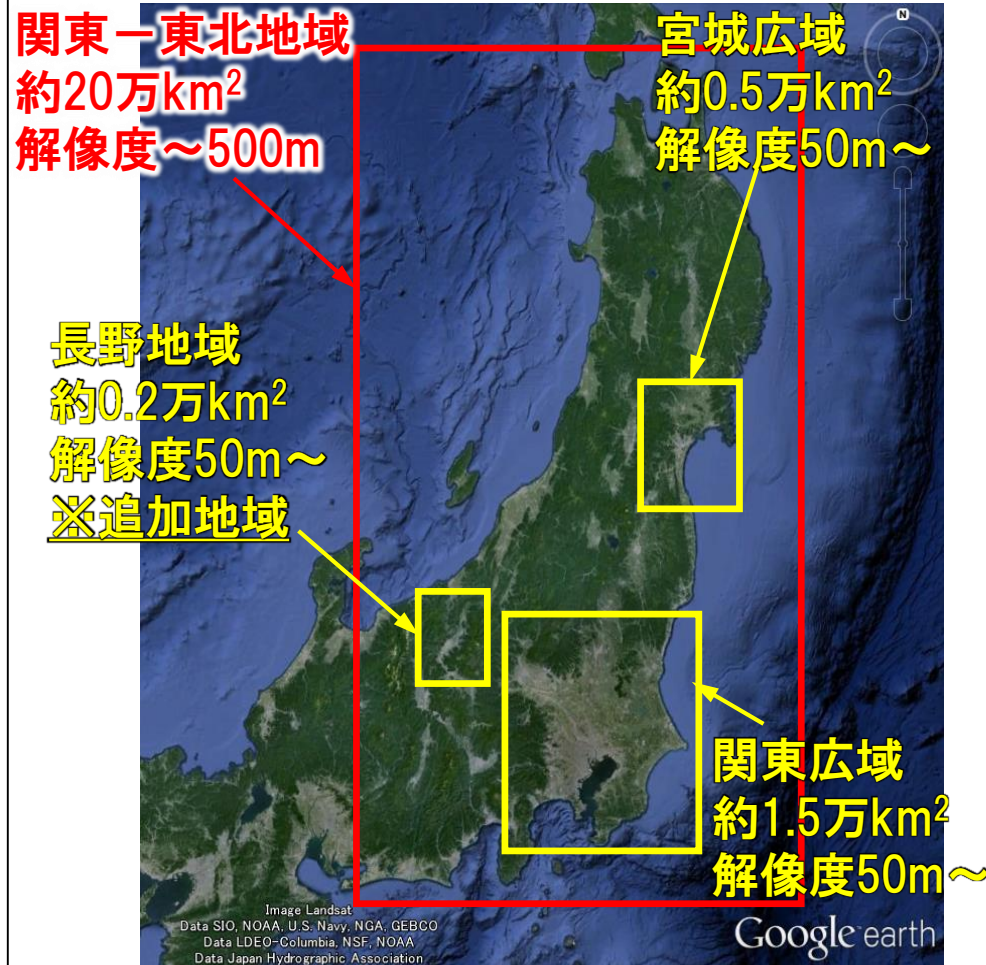 関東－東北地域
約20万km²
解像度～500m
宮城広域
約0.5万km²
解像度50m～
長野地域
約0.2万km²
解像度50m～
※追加地域
関東広域
約1.5万km²
解像度50m～
N
Image Landsat
Data SIO, NOAA, U.S. Navy, NGA, GEBCO
Data LDEO-Columbia, NSF, NOAA
Data Japan Hydrographic Association
Google earth